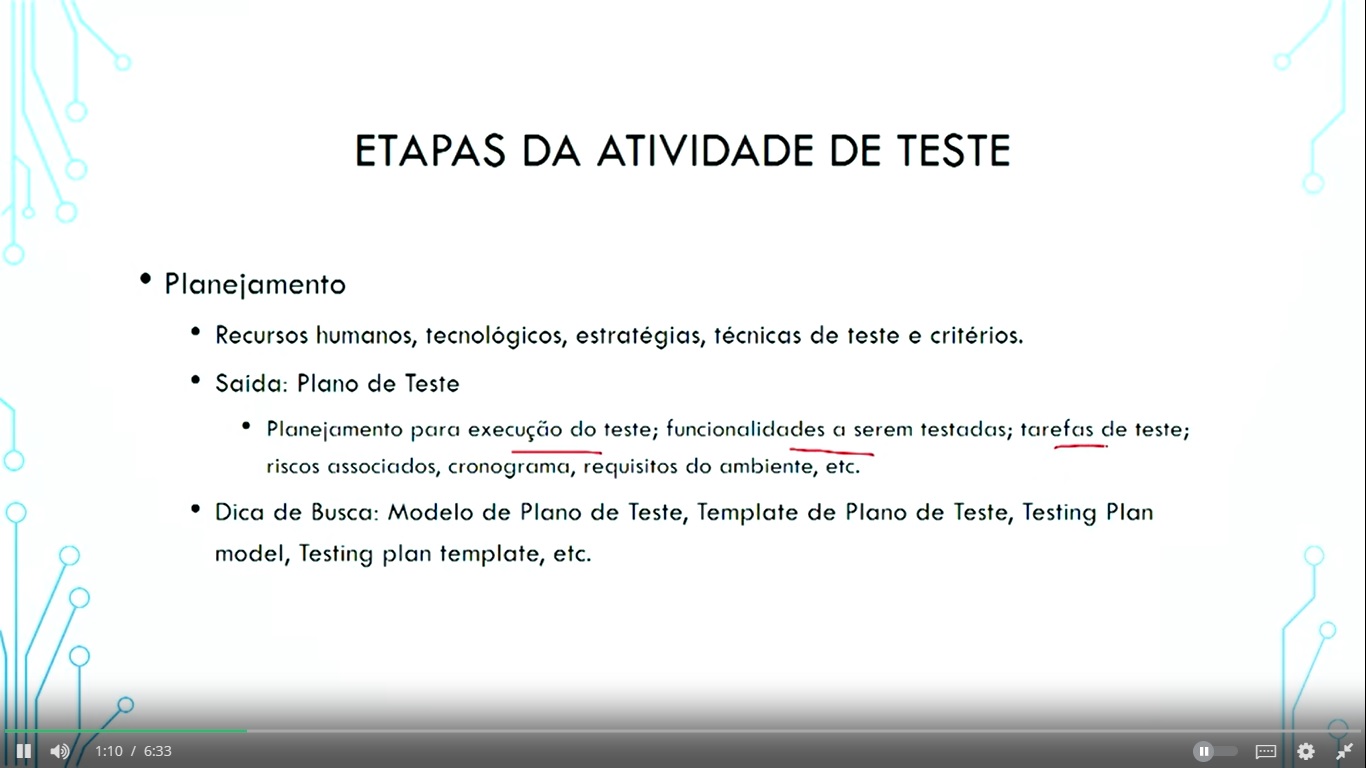 ETAPAS DA ATIVIDADE DE TESTE
• Planejamento
• Recursos humanos, tecnológicos, estratégias, técnicas de teste e critérios.
• Saída: Plano de Teste
• Planejamento para execução do teste; funcionalidades a serem testadas; tarefas de teste;
riscos associados, cronograma, requisitos do ambiente, etc.
• Dica de Busca: Modelo de Plano de Teste, Template de Plano de Teste, Testing Plan
model, Testing plan template, etc.
1:10 / 6:33